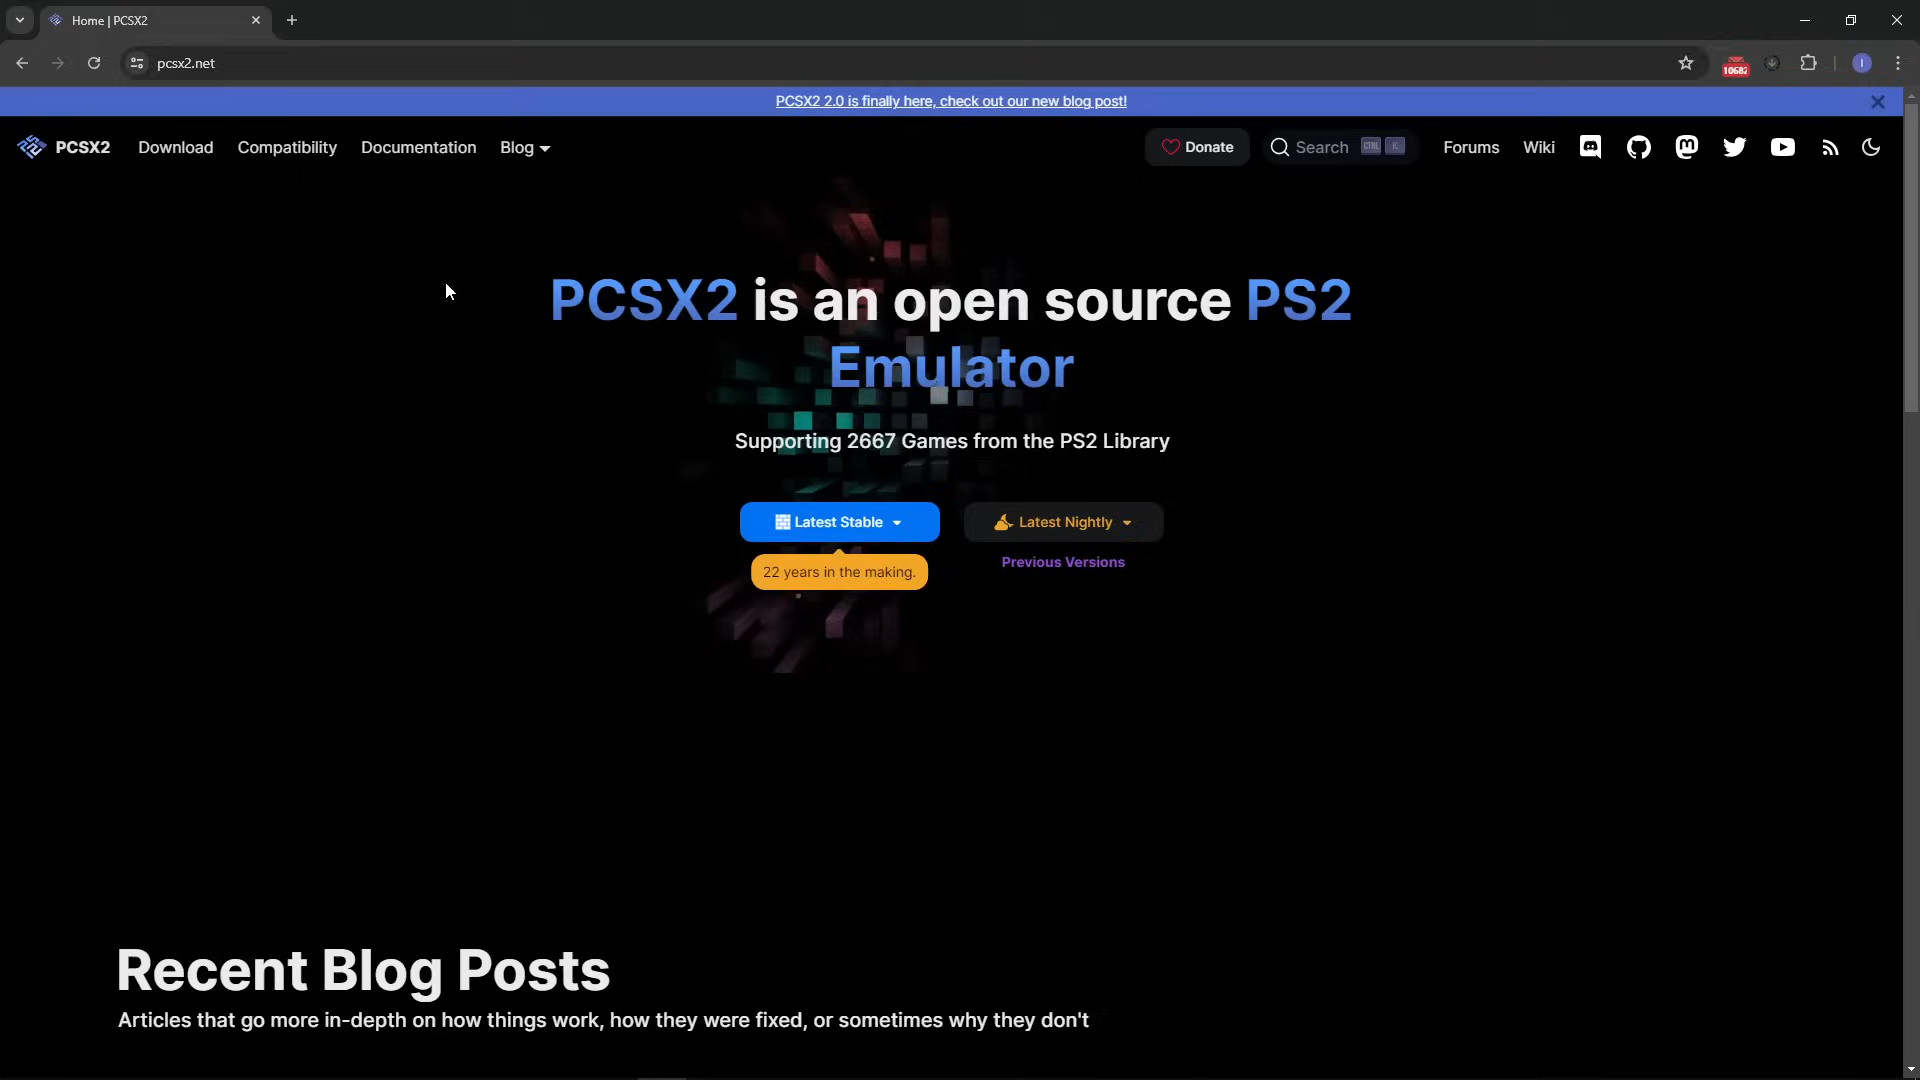 Home | PCSX2
pcsx2.net
10682
I
PCSX2 2.0 is finally here, check out our new blog post!
PCSX2 Download Compatibility Documentation Blog Donate Search CTRL K Forums Wiki
PCSX2 is an open source PS2
Emulator
Supporting 2667 Games from the PS2 Library
Latest Stable Latest Nightly
22 years in the making. Previous Versions
Recent Blog Posts
Articles that go more in-depth on how things work, how they were fixed, or sometimes why they don't